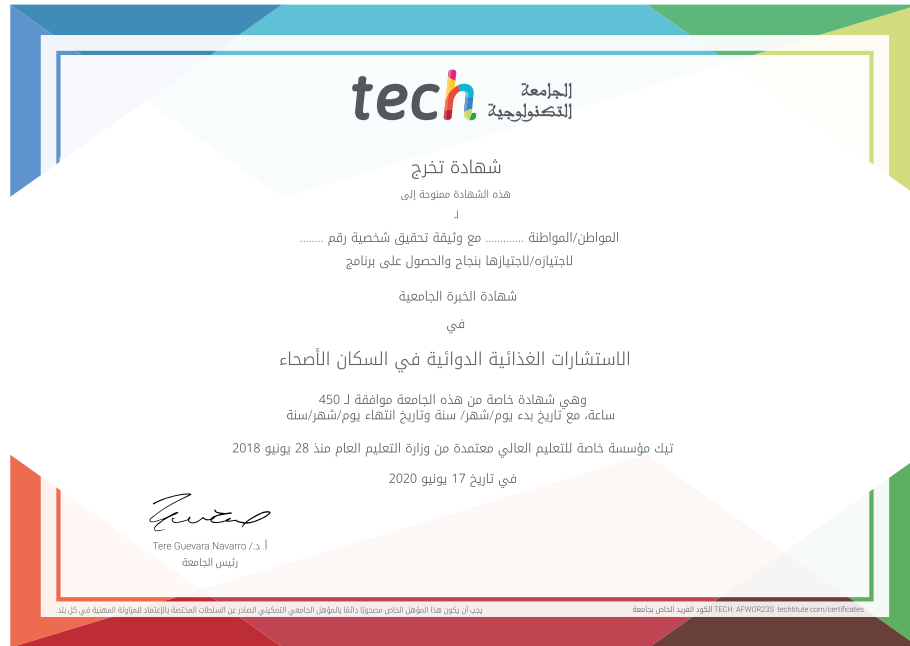 tech الجامعة
التكنولوجية
شهادة تخرج
هذه الشهادة ممنوحة إلى
لـ
المواطن/المواطنة ............. مع وثيقة تحقيق شخصية رقم ........
لاجتيازه/لاجتيازها بنجاح والحصول على برنامج
شهادة الخبرة الجامعية
في
الاستشارات الغذائية الدوائية في السكان الأصحاء
وهي شهادة خاصة من هذه الجامعة موافقة لـ 450
ساعة، مع تاريخ بدء يوم/شهر/ سنة وتاريخ انتهاء يوم/شهر/سنة
تيك مؤسسة خاصة للتعليم العالي معتمدة من وزارة التعليم العام منذ 28 يونيو 2018
في تاريخ 17 يونيو 2020
أ. د./ Tere Guevara Navarro
رئيس الجامعة
يجب أن يكون هذا المؤهل الخاص مصحوبًا دائمًا بالمؤهل الجامعي التمكيني الصادر عن السلطات المختصة بالإعتماد للمزاولة المهنية في كل بلد.
الكود الفريد الخاص بجامعة TECH: AFWOR23S techtitute.com/certificates